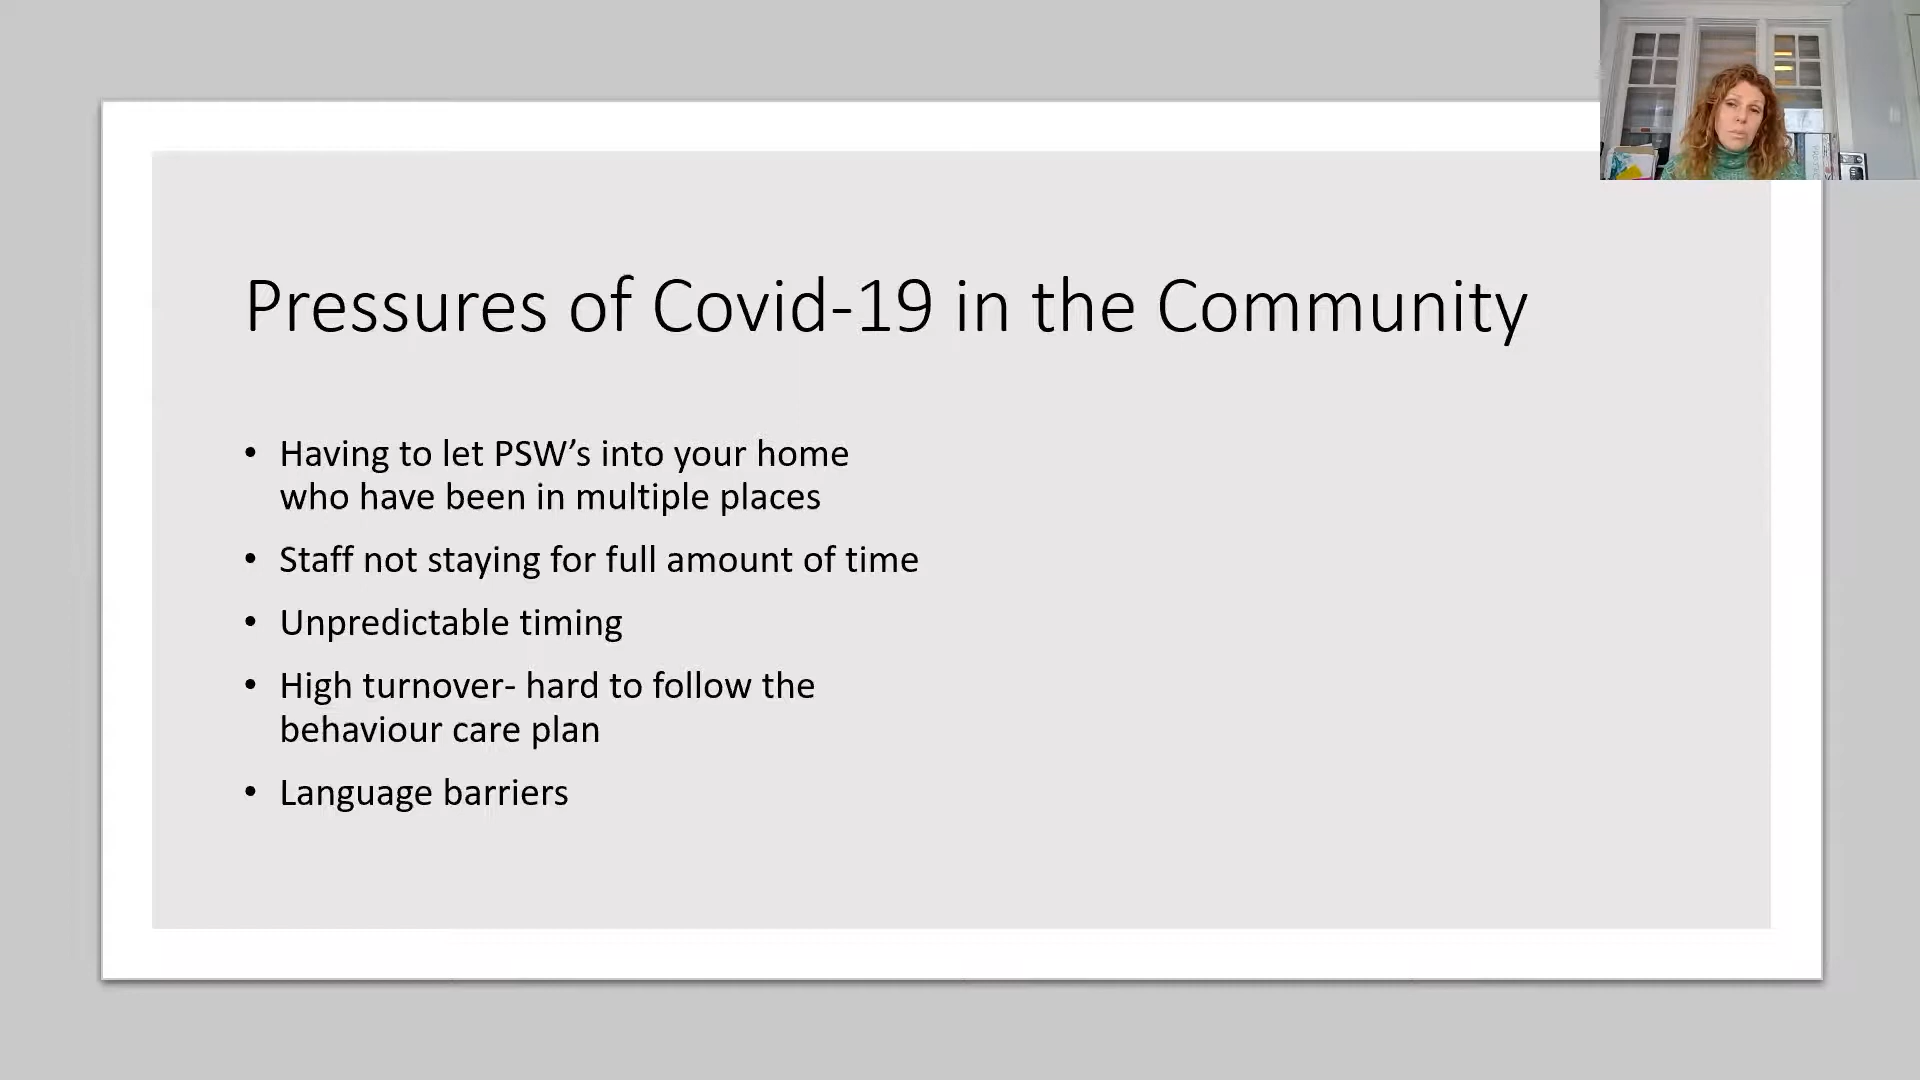 Pressures of Covid-19 in the Community
• Having to let PSW’s into your home
who have been in multiple places
• Staff not staying for full amount of time
• Unpredictable timing
• High turnover- hard to follow the
behaviour care plan
• Language barriers